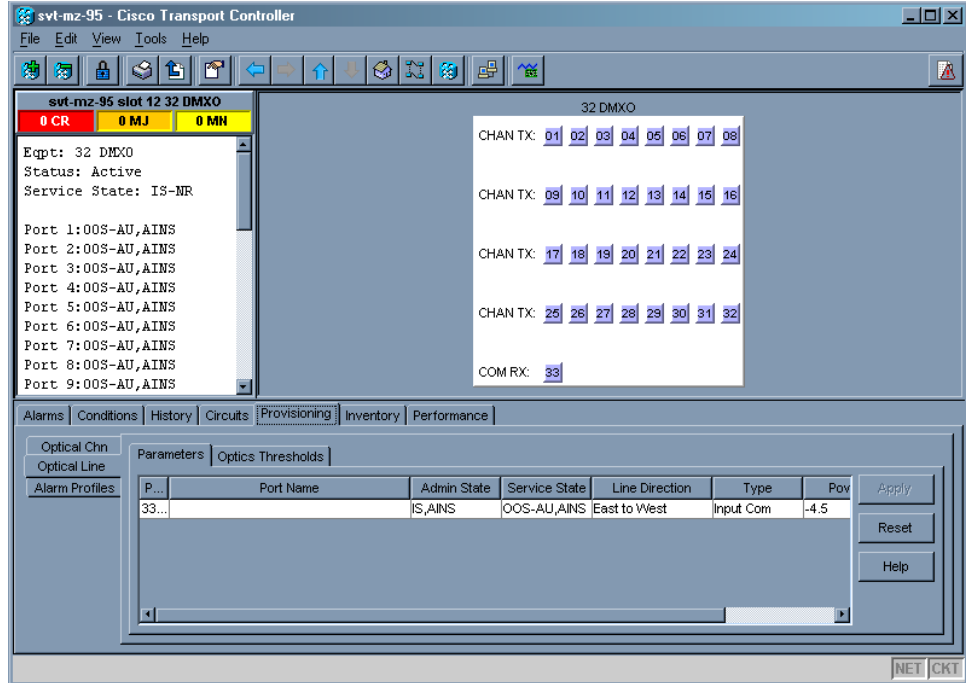 svt-mz-95 - Cisco Transport Controller
File Edit View Tools Help
svt-mz-95 slot 12 32 DMXO
0 CR 0 MJ 0 MN
Eqpt: 32 DMXO
Status: Active
Service State: IS-NR
Port 1:OOS-AU,AINS
Port 2:OOS-AU,AINS
Port 3:OOS-AU,AINS
Port 4:OOS-AU,AINS
Port 5:OOS-AU,AINS
Port 6:OOS-AU,AINS
Port 7:OOS-AU,AINS
Port 8:OOS-AU,AINS
Port 9:OOS-AU,AINS
32 DMXO
CHAN TX: 01 02 03 04 05 06 07 08
CHAN TX: 09 10 11 12 13 14 15 16
CHAN TX: 17 18 19 20 21 22 23 24
CHAN TX: 25 26 27 28 29 30 31 32
COM RX: 33
Alarms Conditions History Circuits Provisioning Inventory Performance
Optical Chn
Optical Line
Alarm Profiles
Parameters Optics Thresholds
P... Port Name Admin State Service State Line Direction Type Pov
33... IS,AINS OOS-AU,AINS East to West Input Com -4.5
Apply
Reset
Help
NET CKT